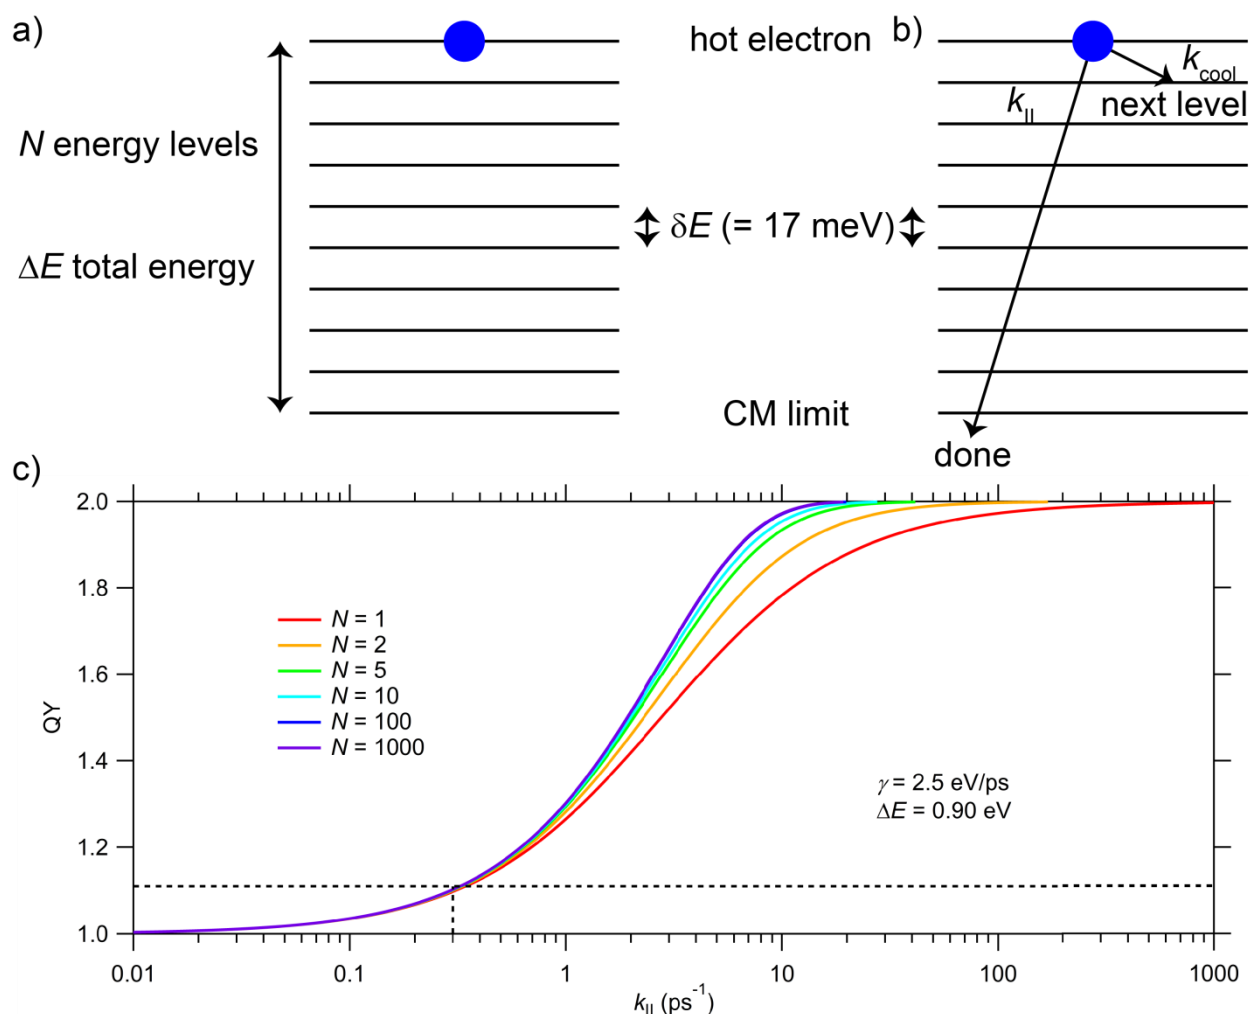 a)
hot electron
b)
k_cool
next level
k_II
N energy levels
δE (= 17 meV)
ΔE total energy
CM limit
done
c)
2.0
1.8
1.6
1.4
1.2
1.0
QY
N = 1
N = 2
N = 5
N = 10
N = 100
N = 1000
γ = 2.5 eV/ps
ΔE = 0.90 eV
0.01
0.1
1
10
100
1000
k_II (ps⁻¹)